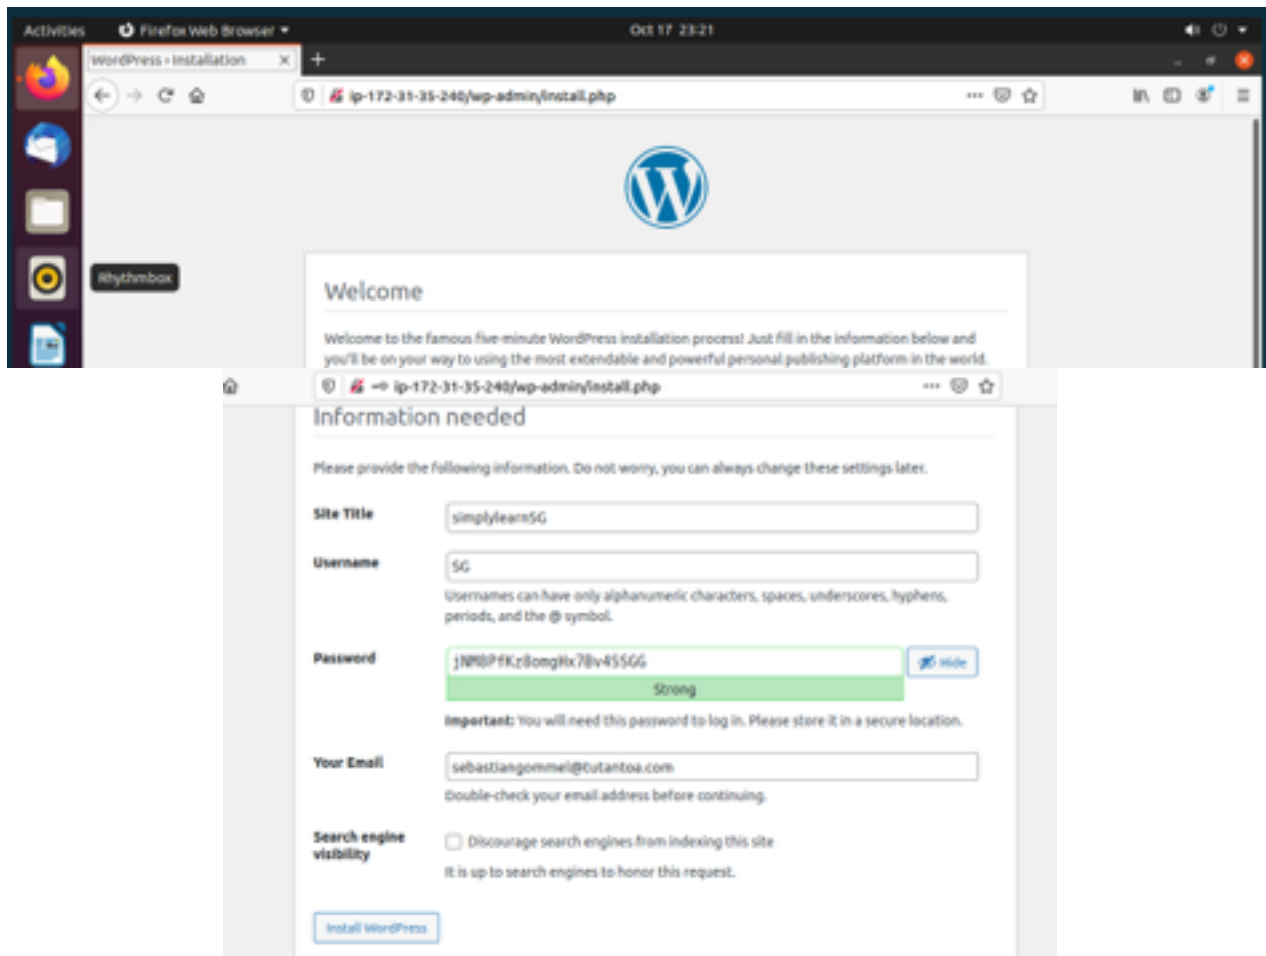 Activities Firefox Web Browser Oct 17 23:21
WordPress › Installation
ip-172-31-35-240/wp-admin/install.php
Rhythmbox
Welcome
Welcome to the famous five-minute WordPress installation process! Just fill in the information below and
you'll be on your way to using the most extendable and powerful personal publishing platform in the world.
ip-172-31-35-240/wp-admin/install.php
Information needed
Please provide the following information. Do not worry, you can always change these settings later.
Site Title simplylearnSG
Username SG
Usernames can have only alphanumeric characters, spaces, underscores, hyphens,
periods, and the @ symbol.
Password Hide
Strong
Important: You will need this password to log in. Please store it in a secure location.
Your Email sebastiangommel@tutantoa.com
Double-check your email address before continuing.
Search engine
visibility
Discourage search engines from indexing this site
It is up to search engines to honor this request.
Install WordPress